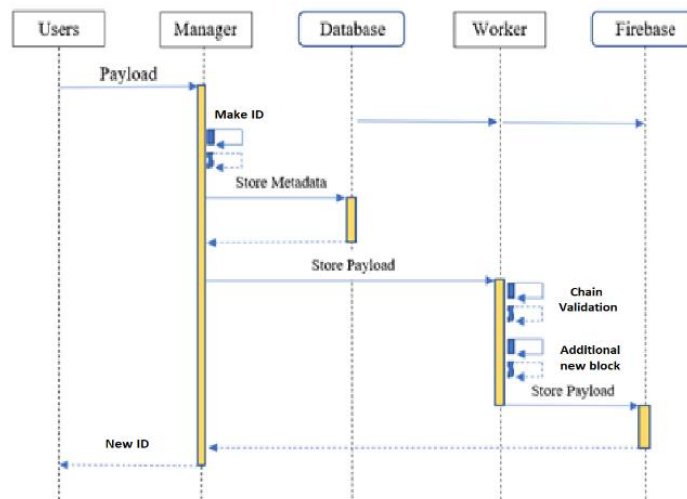 Users
Manager
Database
Worker
Firebase
Payload
Make ID
Store Metadata
Store Payload
Chain
Validation
Additional
new block
Store Payload
New ID